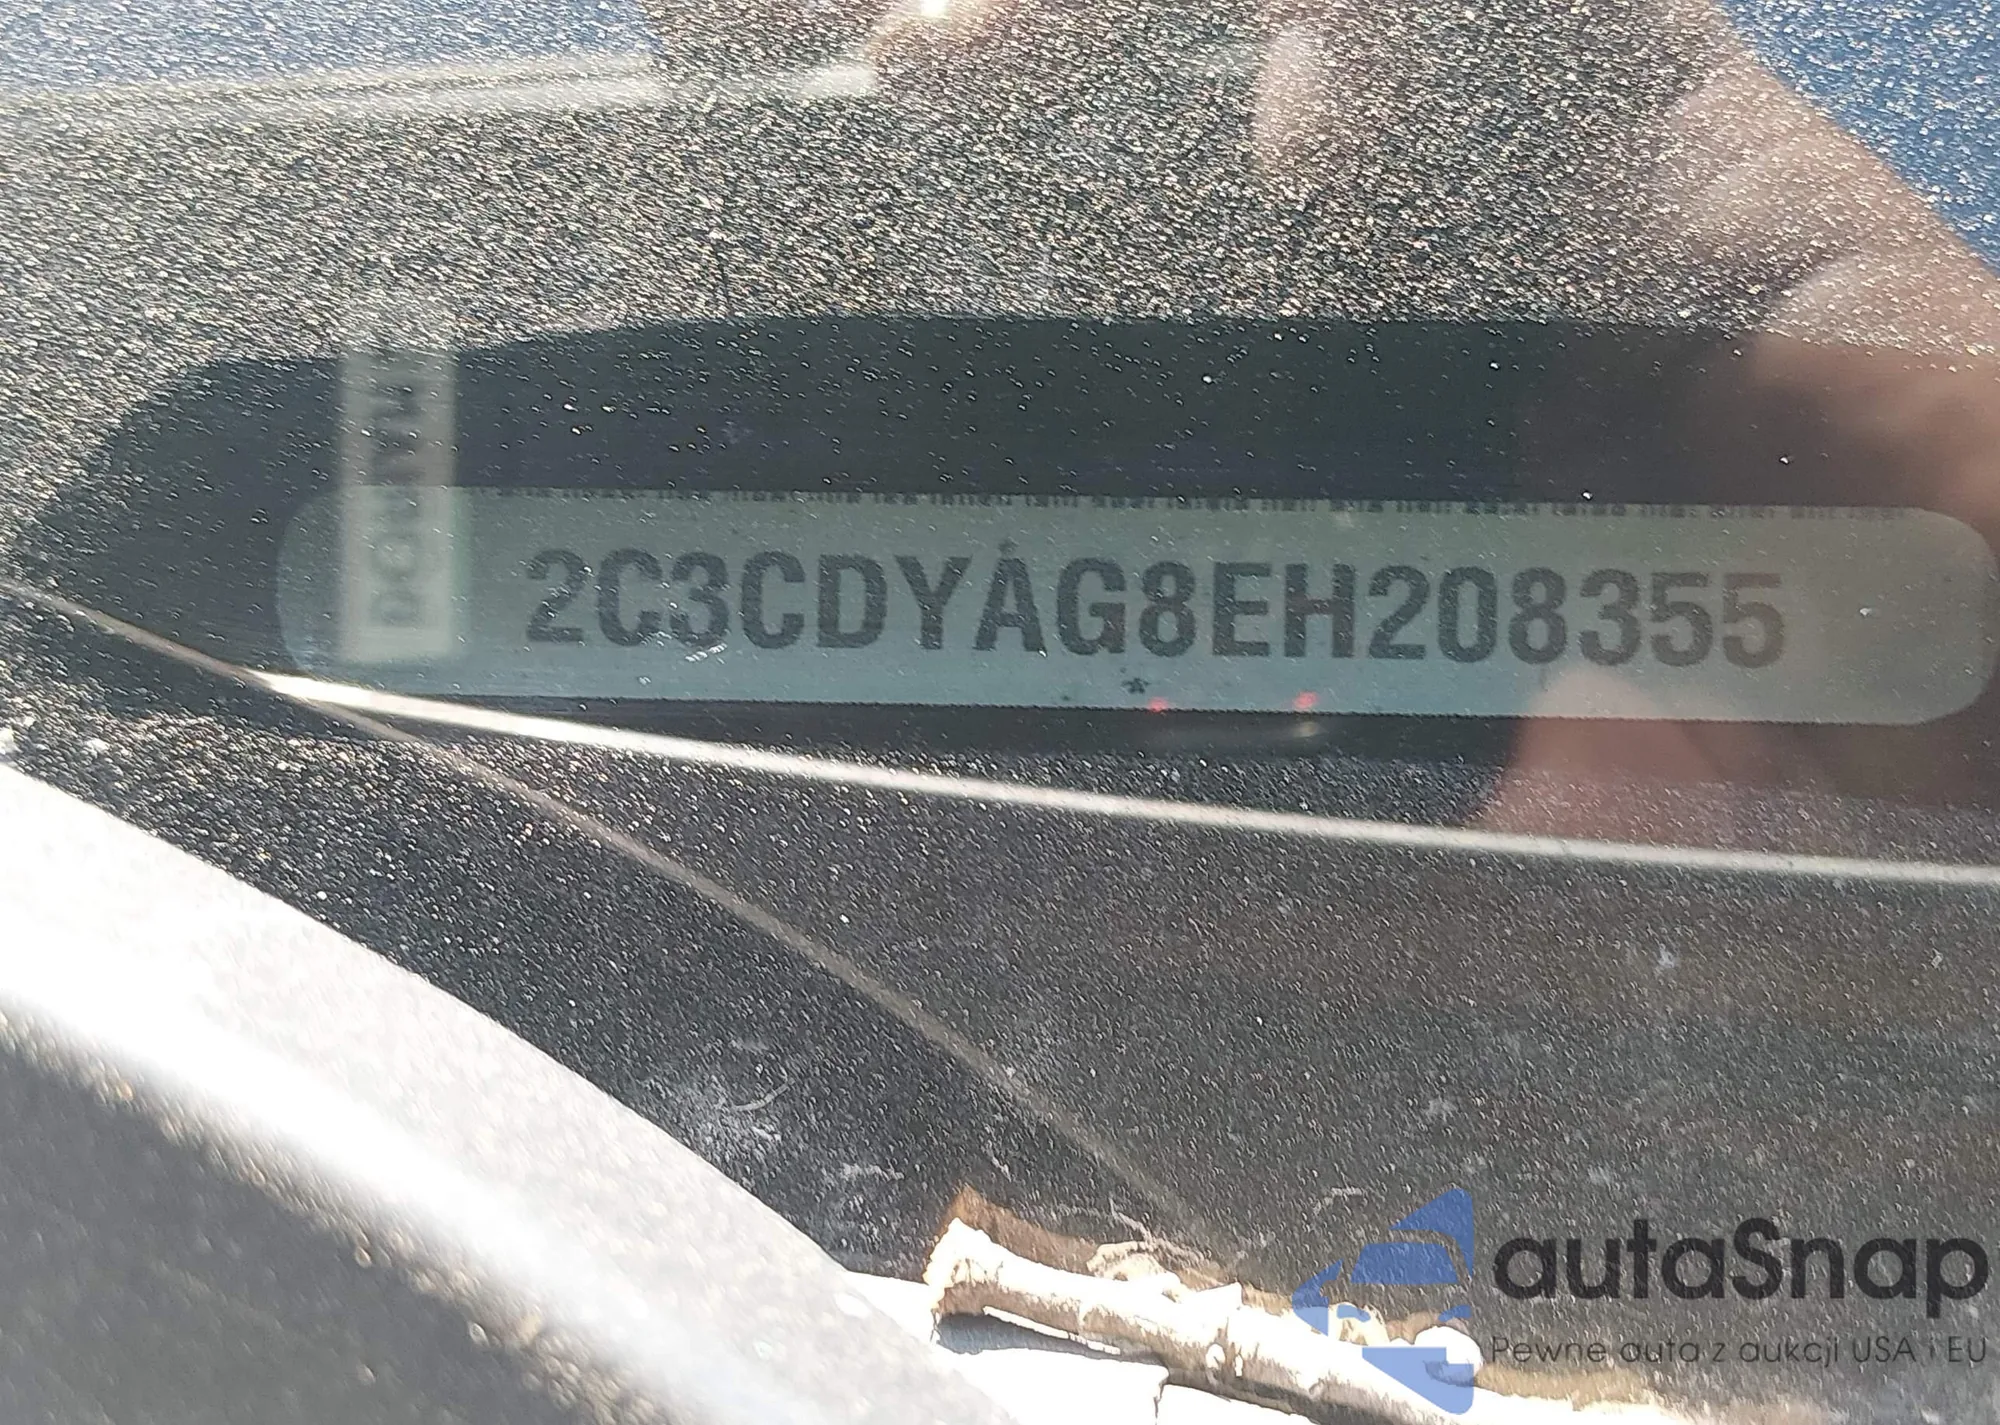 2C3CDYAG8EH208355
autaSnap
Pewne auta z aukcji USA i EU